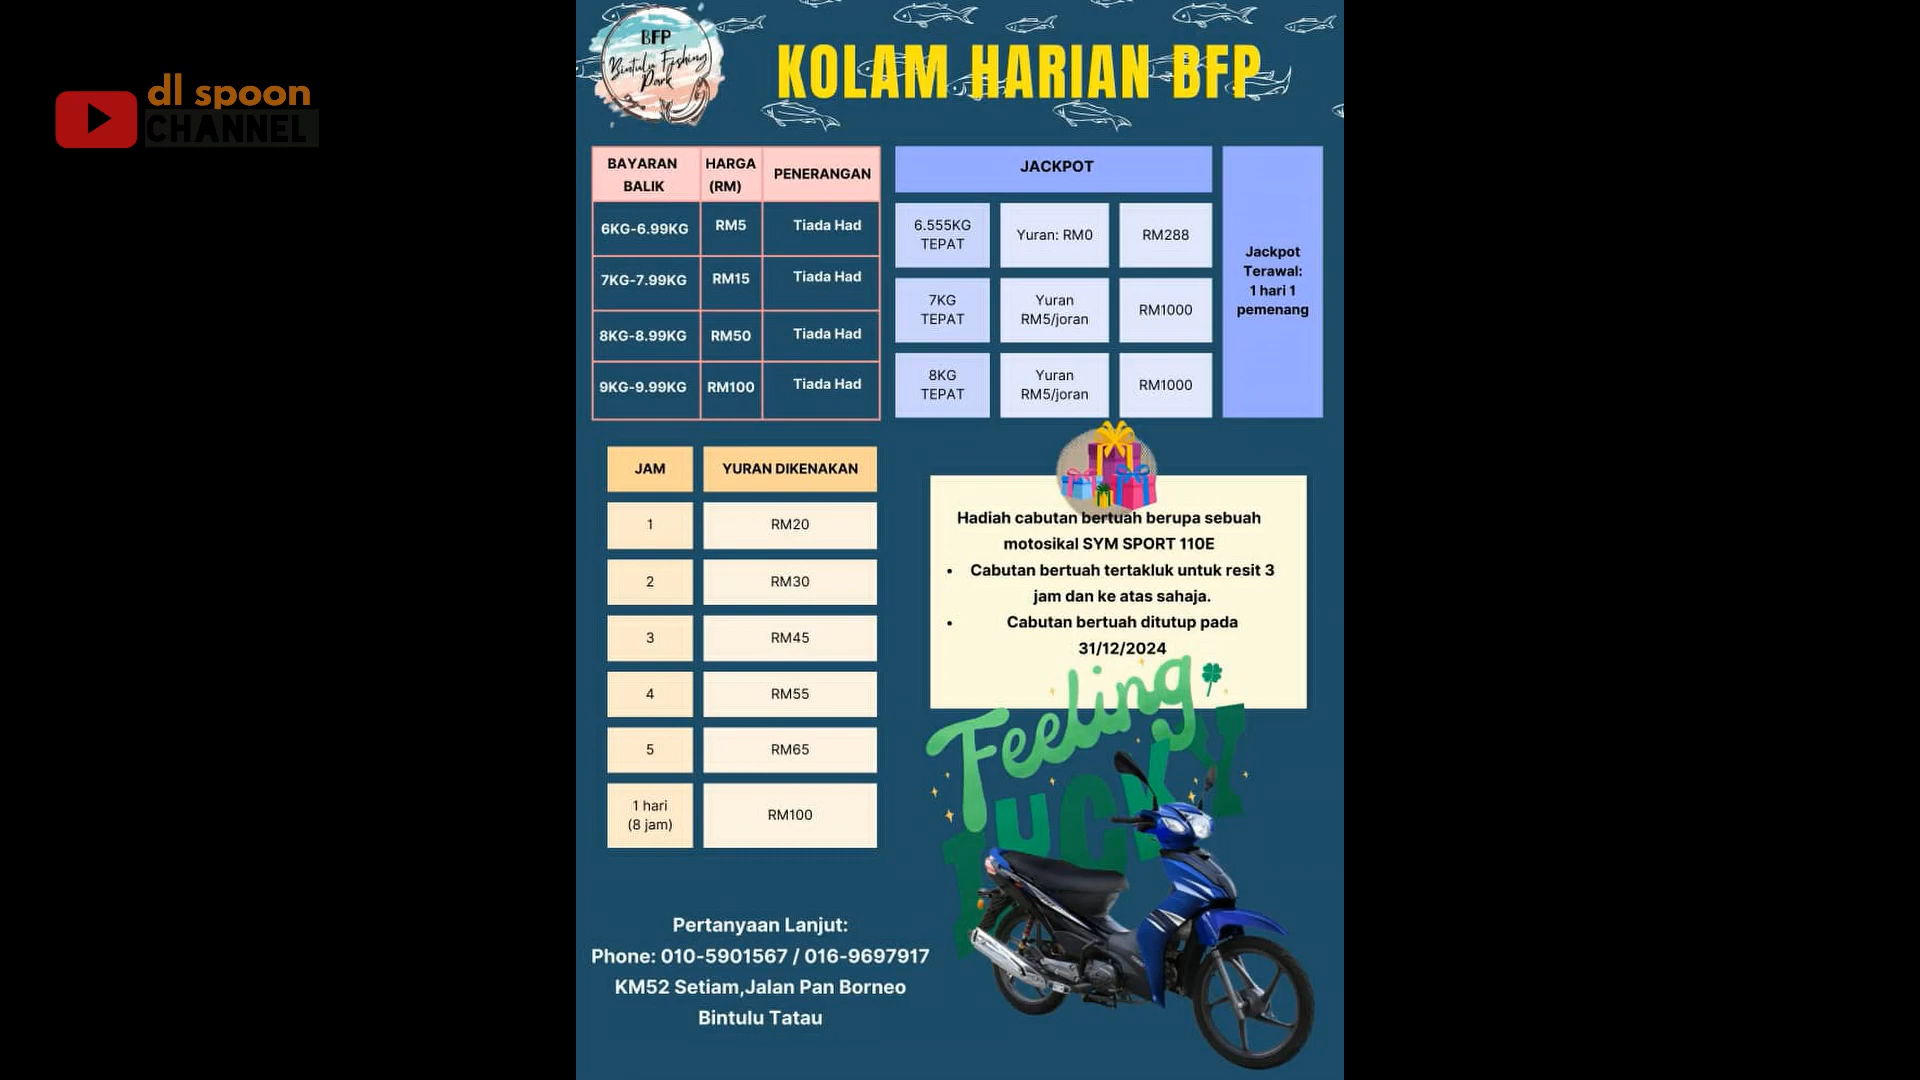 dl spoon
CHANNEL
BFP
Bintulu Fishing
Park
KOLAM HARIAN BFP
BAYARAN
BALIK
HARGA
(RM)
PENERANGAN
6KG-6.99KG
RM5
Tiada Had
7KG-7.99KG
RM15
Tiada Had
8KG-8.99KG
RM50
Tiada Had
9KG-9.99KG
RM100
Tiada Had
JACKPOT
6.555KG
TEPAT
Yuran: RM0
RM288
7KG
TEPAT
Yuran
RM5/joran
RM1000
8KG
TEPAT
Yuran
RM5/joran
RM1000
Jackpot
Terawal:
1 hari 1
pemenang
JAM
YURAN DIKENAKAN
1
RM20
2
RM30
3
RM45
4
RM55
5
RM65
1 hari
(8 jam)
RM100
Hadiah cabutan bertuah berupa sebuah
motosikal SYM SPORT 110E
• Cabutan bertuah tertakluk untuk resit 3
jam dan ke atas sahaja.
• Cabutan bertuah ditutup pada
31/12/2024
Feeling
LUCKY
Pertanyaan Lanjut:
Phone: 010-5901567 / 016-9697917
KM52 Setiam,Jalan Pan Borneo
Bintulu Tatau